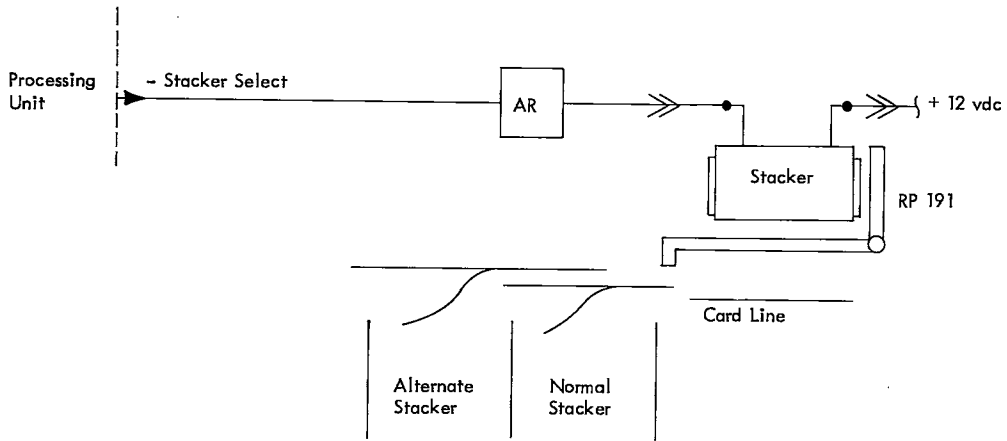 Processing
Unit
- Stacker Select
AR
+ 12 vdc
Stacker
RP 191
Card Line
Alternate
Stacker
Normal
Stacker